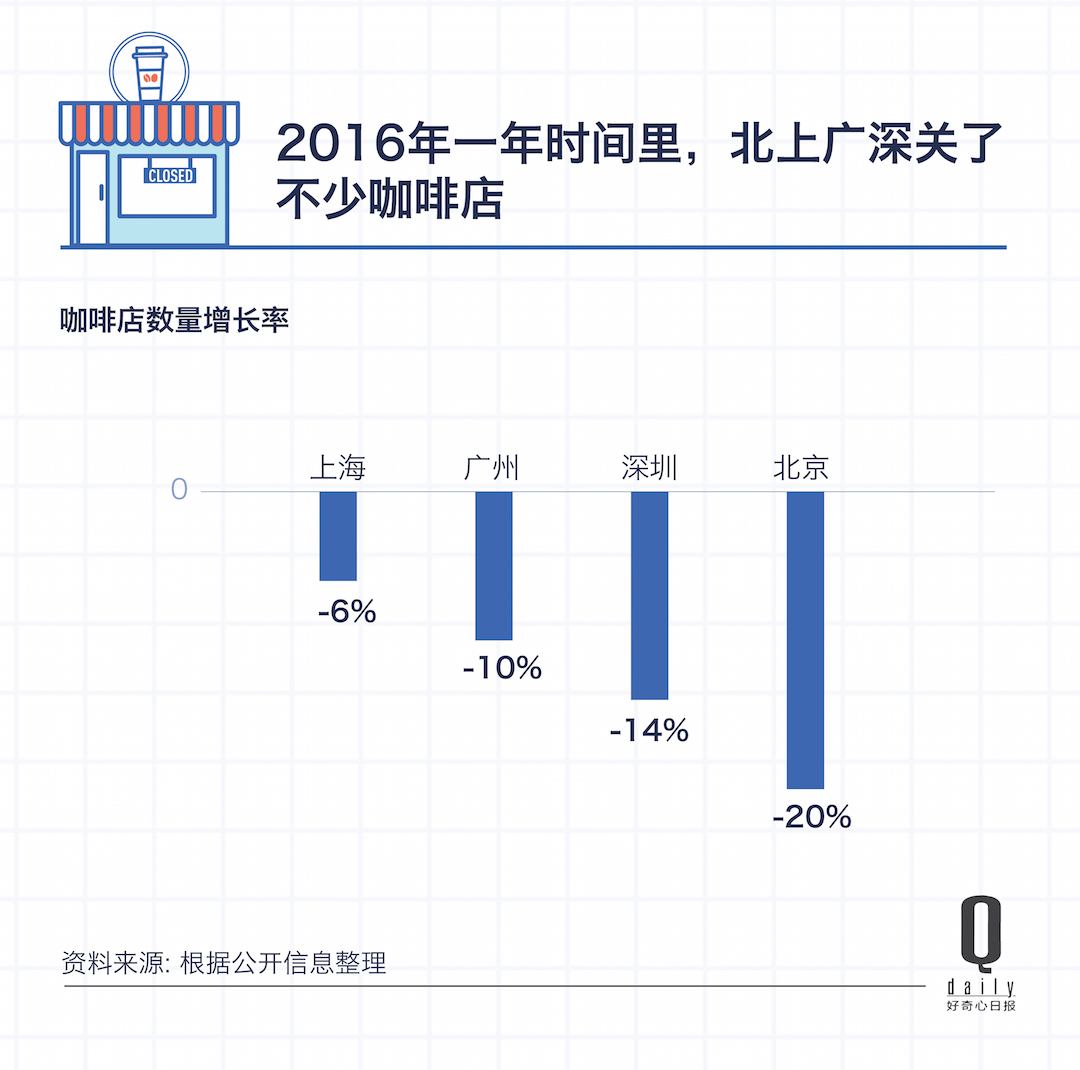 CLOSED
2016年一年时间里，北上广深关了
不少咖啡店
咖啡店数量增长率
上海 广州 深圳 北京
0
-6%
-10%
-14%
-20%
资料来源: 根据公开信息整理
Q
daily
好奇心日报